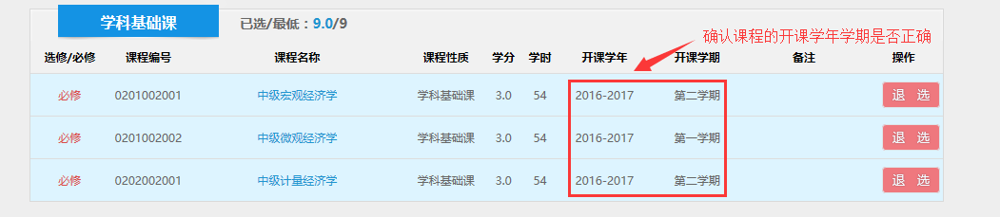 学科基础课 已选/最低：9.0/9
确认课程的开课学年学期是否正确
选修/必修 课程编号 课程名称 课程性质 学分 学时 开课学年 开课学期 备注 操作
必修 0201002001 中级宏观经济学 学科基础课 3.0 54 2016-2017 第二学期 退 选
必修 0201002002 中级微观经济学 学科基础课 3.0 54 2016-2017 第一学期 退 选
必修 0202002001 中级计量经济学 学科基础课 3.0 54 2016-2017 第二学期 退 选